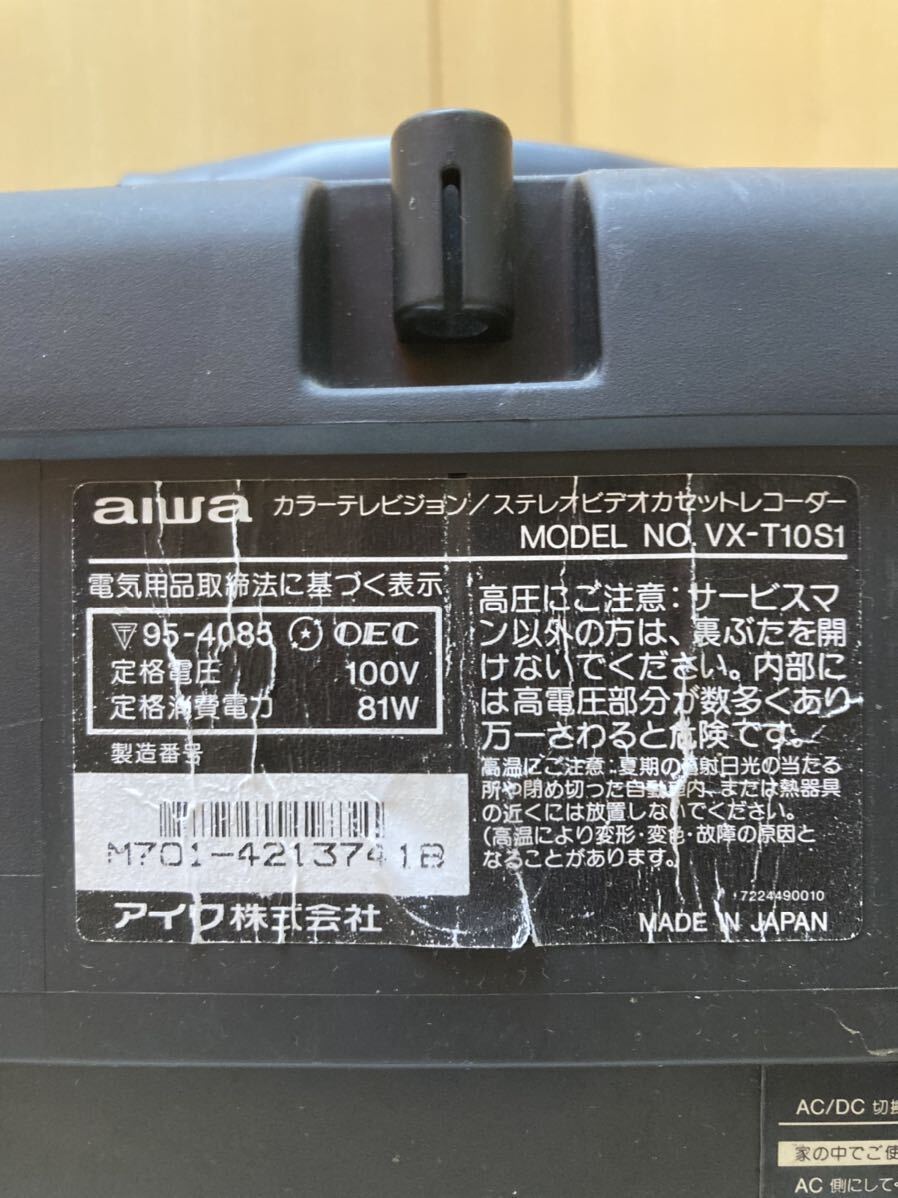 aiwa カラーテレビジョン/ステレオビデオカセットレコーダー
MODEL NO. VX-T10S1
電気用品取締法に基づく表示
95-4085 OEC
定格電圧 100V
定格消費電力 81W
製造番号
M701-42137418
アイワ株式会社
高圧にご注意:サービスマ
ン以外の方は、裏ぶたを開
けないでください。内部に
は高電圧部分が数多くあり
万一さわると危険です。
高温にご注意:夏期の直射日光の当たる
所や閉め切った自動車内、または熱器具
の近くには放置しないでください。
(高温により変形・変色・故障の原因と
なることがあります。)
7224490010
MADE IN JAPAN
AC/DC 切換
家の中でご使
AC 側にして